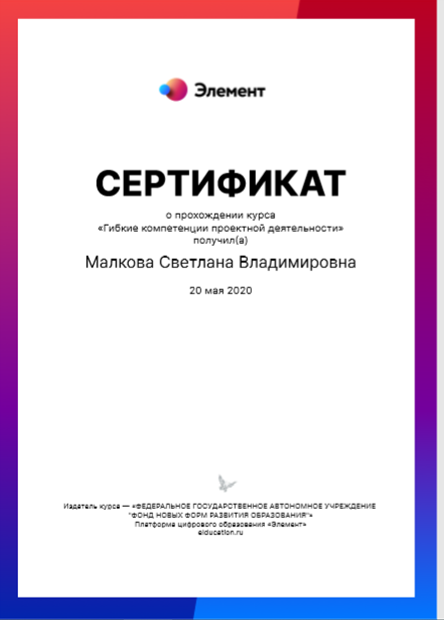 Элемент
СЕРТИФИКАТ
о прохождении курса
«Гибкие компетенции проектной деятельности»
получил(а)
Малкова Светлана Владимировна
20 мая 2020
Издатель курса — «ФЕДЕРАЛЬНОЕ ГОСУДАРСТВЕННОЕ АВТОНОМНОЕ УЧРЕЖДЕНИЕ
"ФОНД НОВЫХ ФОРМ РАЗВИТИЯ ОБРАЗОВАНИЯ"»
Платформа цифрового образования «Элемент»
elducation.ru